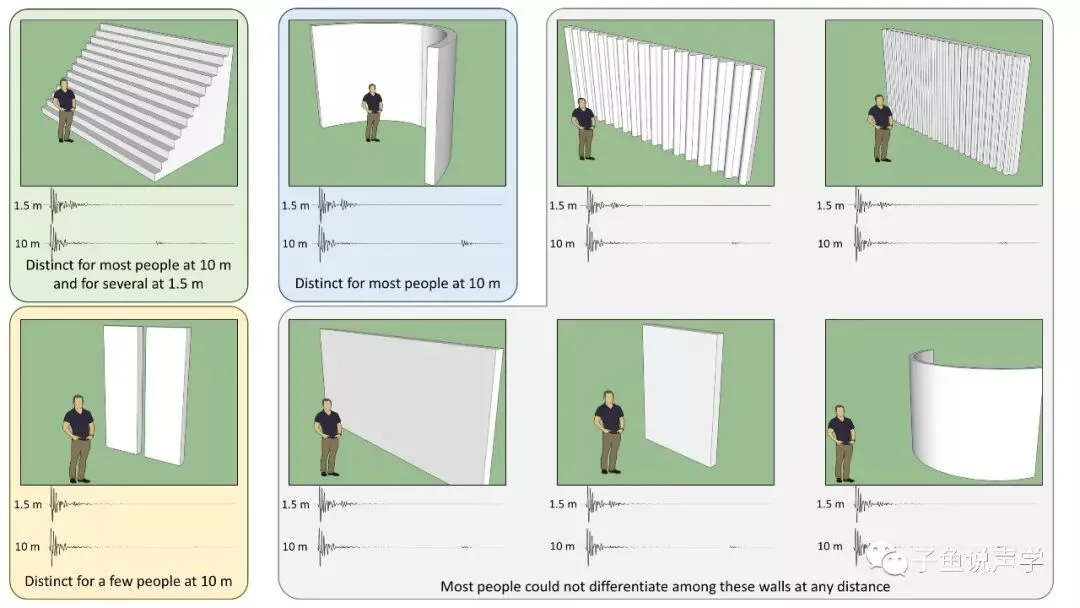 1.5 m
10 m
Distinct for most people at 10 m
and for several at 1.5 m
1.5 m
10 m
Distinct for most people at 10 m
1.5 m
10 m
1.5 m
10 m
1.5 m
10 m
Distinct for a few people at 10 m
1.5 m
10 m
1.5 m
10 m
1.5 m
10 m
Most people could not differentiate among these walls at any distance
子鱼说声学